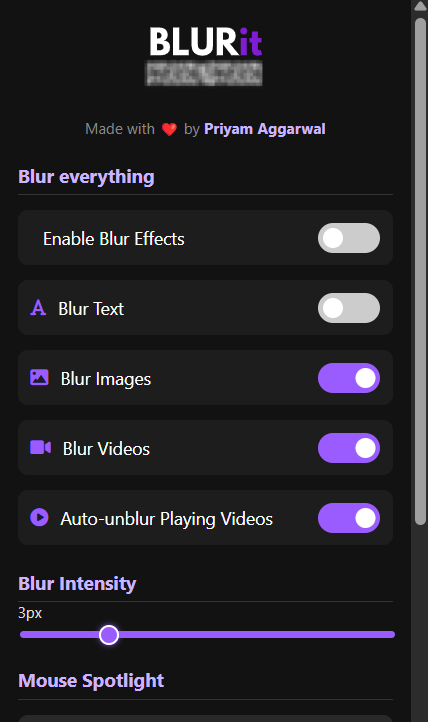 BLURit
Made with ❤️ by Priyam Aggarwal
Blur everything
Enable Blur Effects
Blur Text
Blur Images
Blur Videos
Auto-unblur Playing Videos
Blur Intensity
3px
Mouse Spotlight